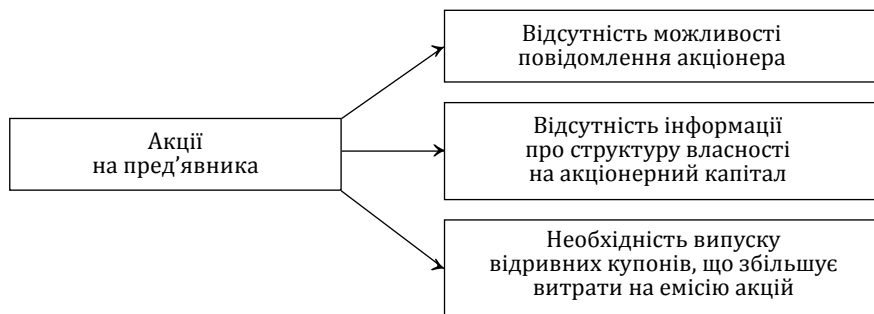 Відсутність можливості
повідомлення акціонера
Акції
на пред’явника
Відсутність інформації
про структуру власності
на акціонерний капітал
Необхідність випуску
відривних купонів, що збільшує
витрати на емісію акцій